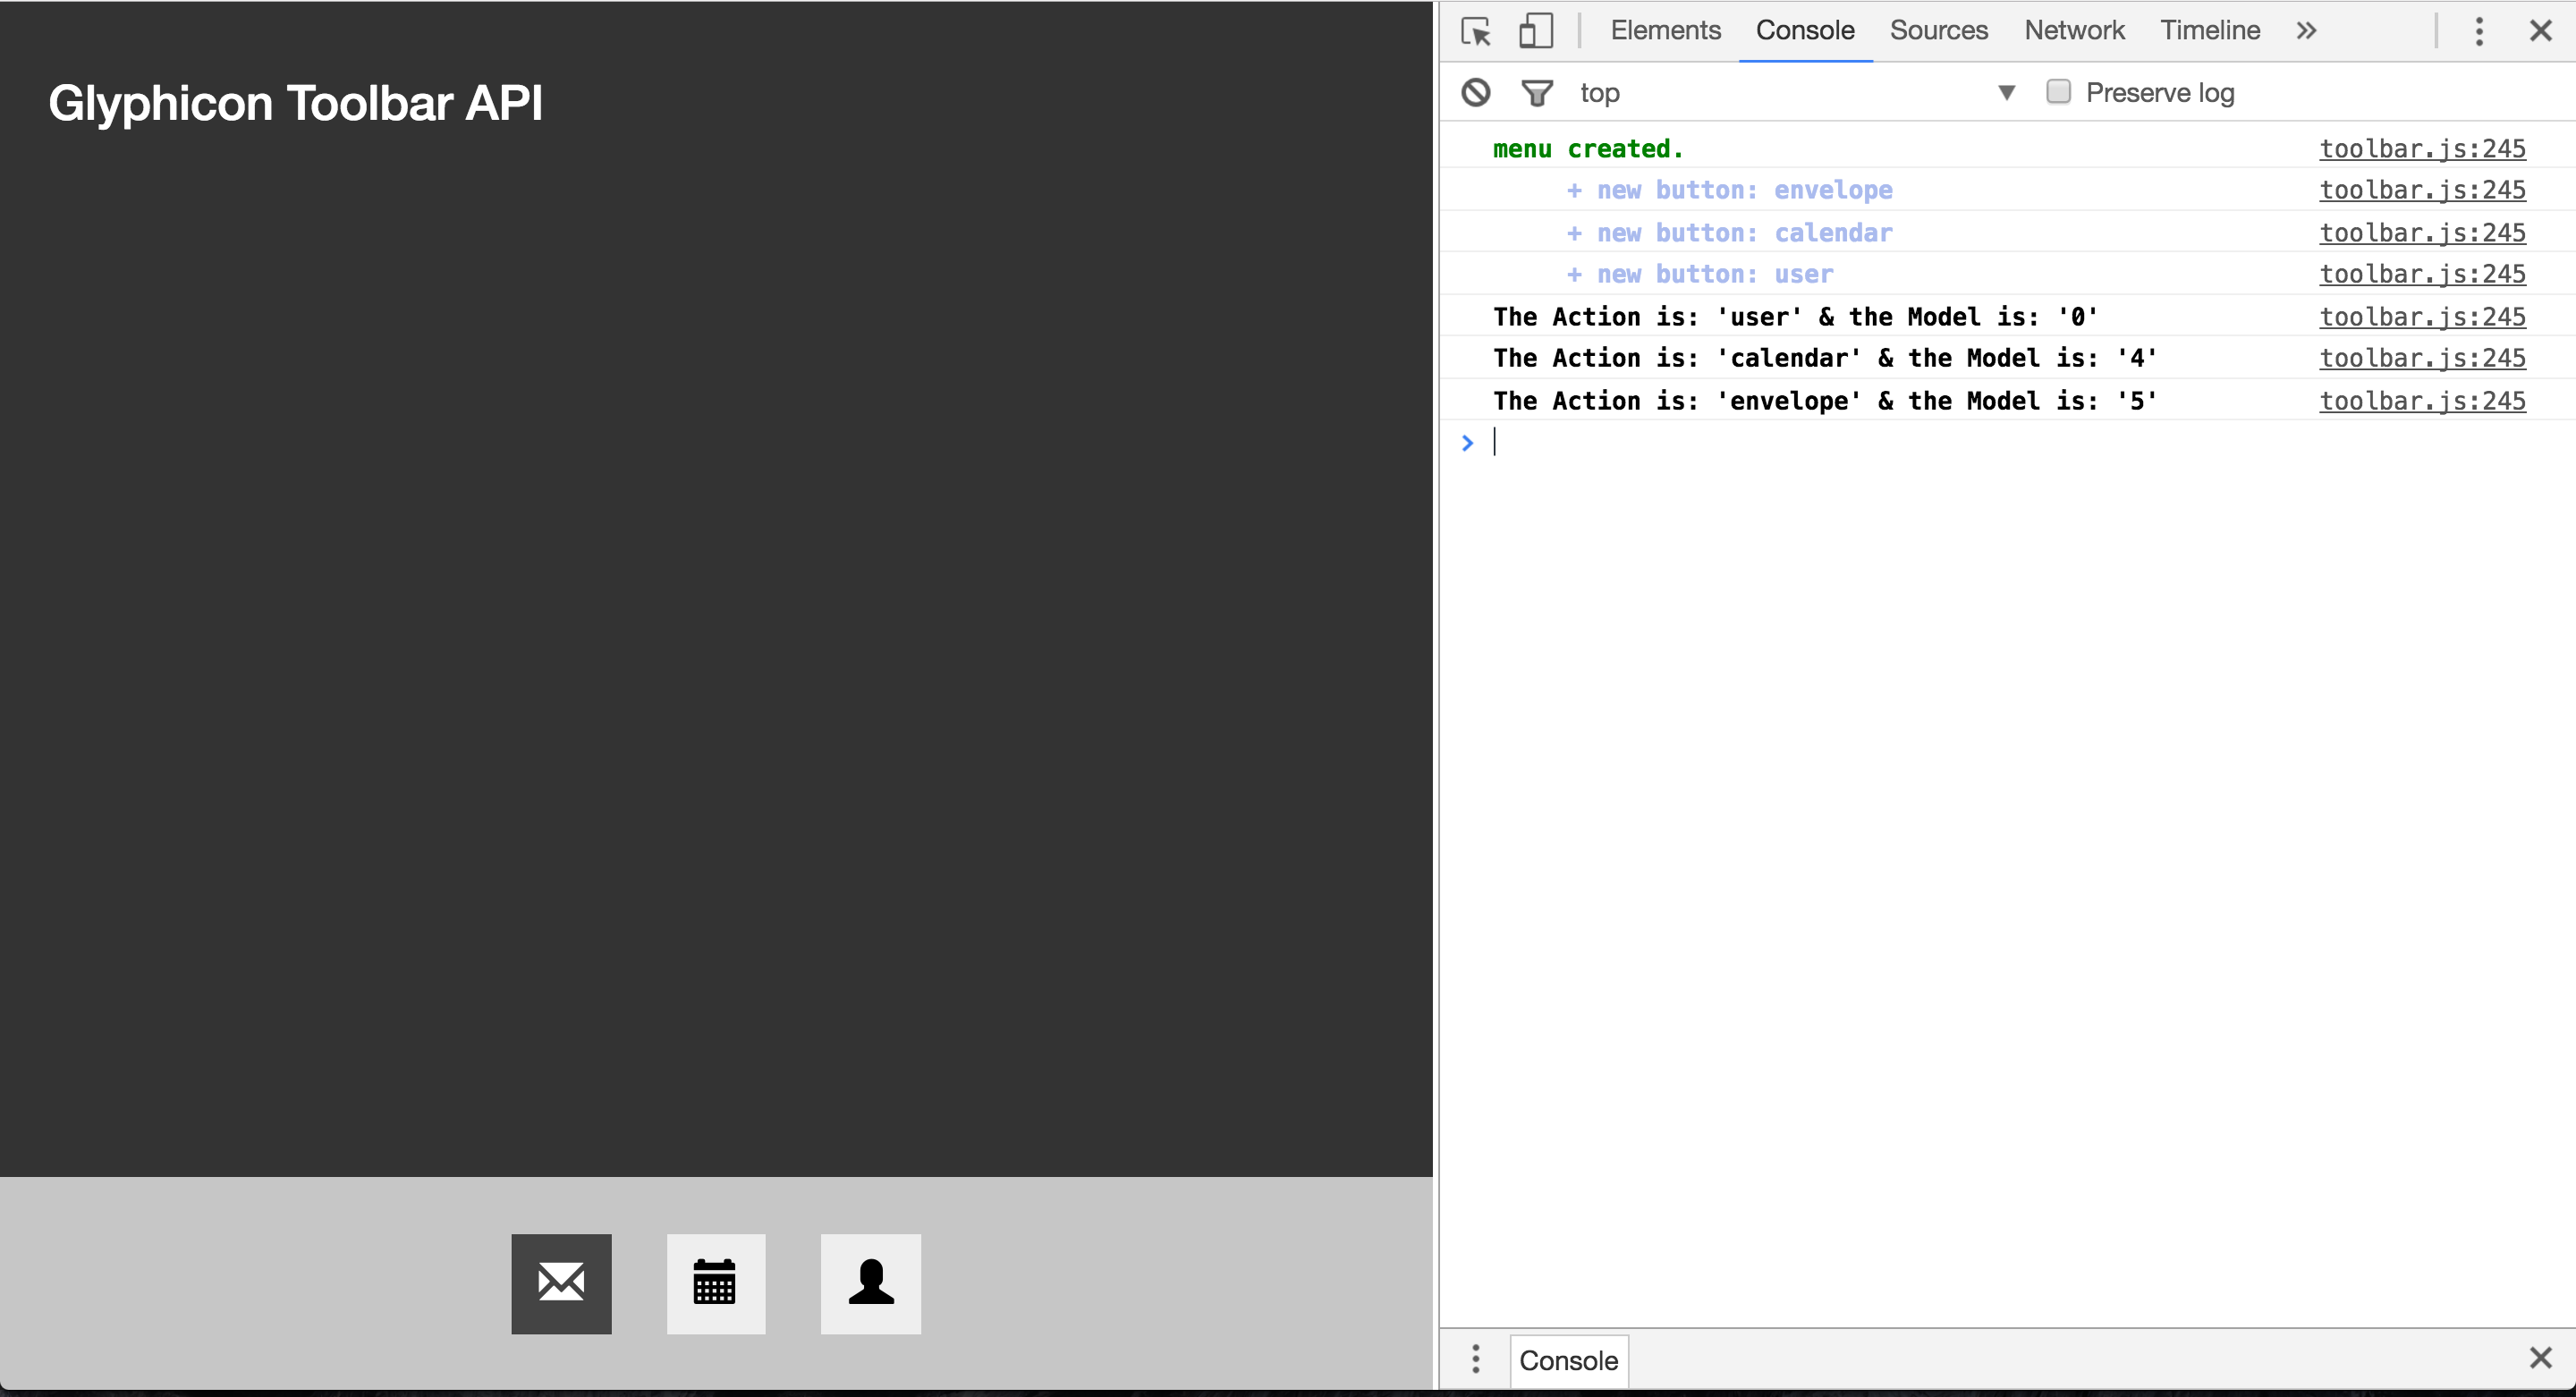 Glyphicon Toolbar API
Elements Console Sources Network Timeline
top Preserve log
menu created. toolbar.js:245
+ new button: envelope toolbar.js:245
+ new button: calendar toolbar.js:245
+ new button: user toolbar.js:245
The Action is: 'user' & the Model is: '0' toolbar.js:245
The Action is: 'calendar' & the Model is: '4' toolbar.js:245
The Action is: 'envelope' & the Model is: '5' toolbar.js:245
Console